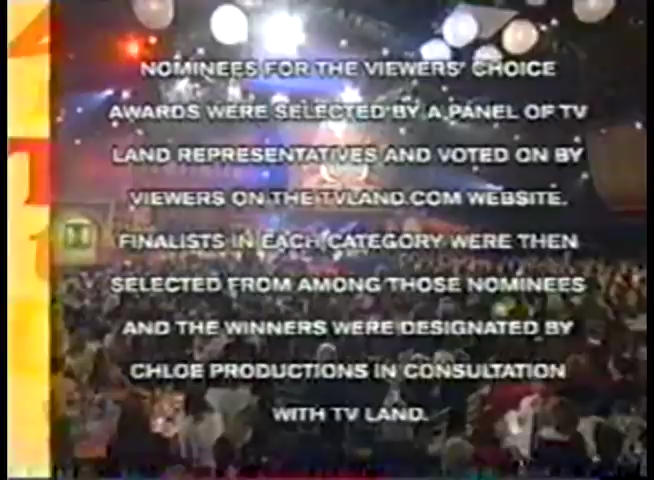 NOMINEES FOR THE VIEWERS' CHOICE
AWARDS WERE SELECTED BY A PANEL OF TV
LAND REPRESENTATIVES AND VOTED ON BY
VIEWERS ON THE TVLAND.COM WEBSITE.
FINALISTS IN EACH CATEGORY WERE THEN
SELECTED FROM AMONG THOSE NOMINEES
AND THE WINNERS WERE DESIGNATED BY
CHLOE PRODUCTIONS IN CONSULTATION
WITH TV LAND.